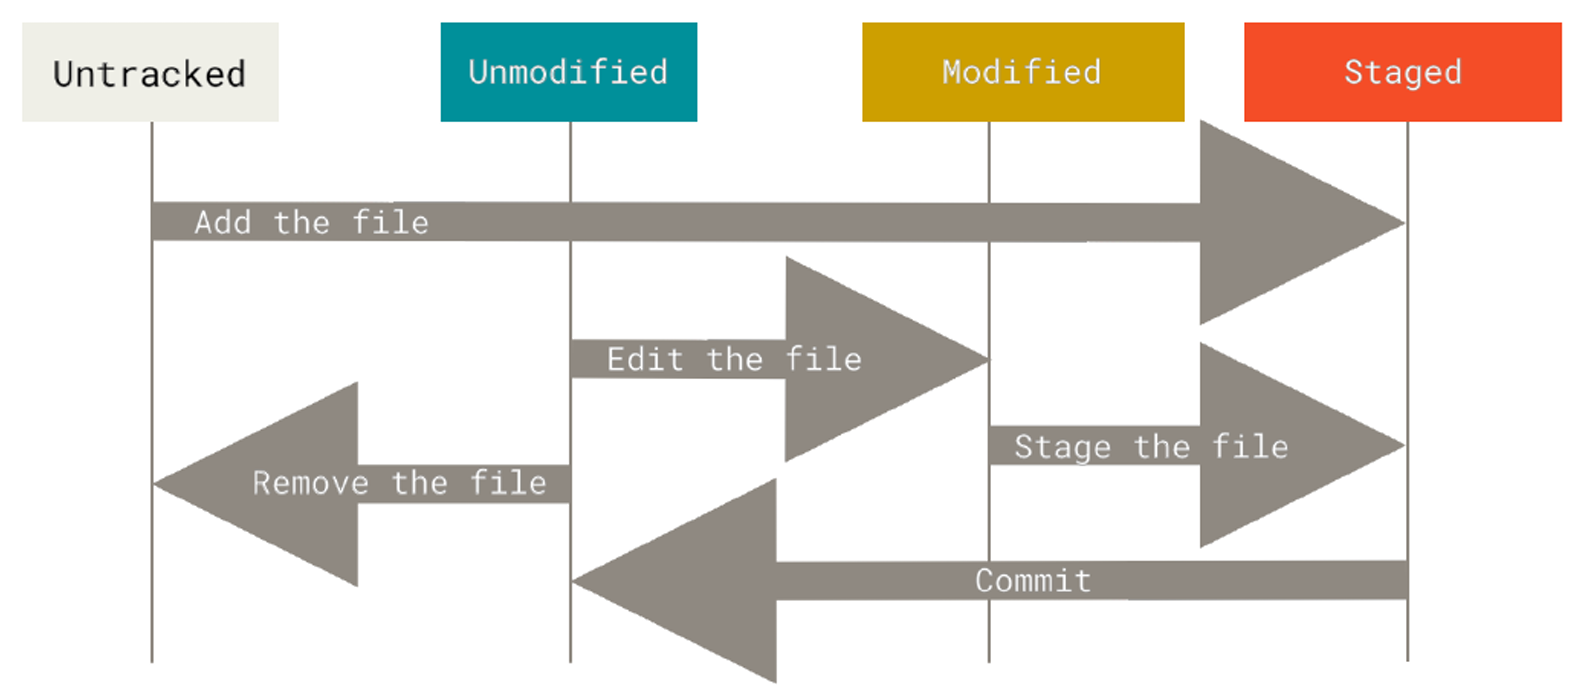 Untracked
Unmodified
Modified
Staged
Add the file
Edit the file
Stage the file
Remove the file
Commit